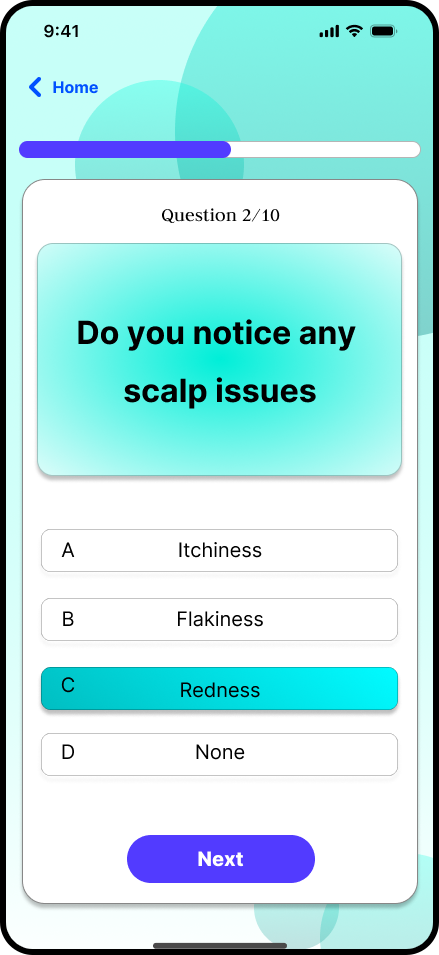 9:41
Home
Question 2/10
Do you notice any
scalp issues
A Itchiness
B Flakiness
C Redness
D None
Next